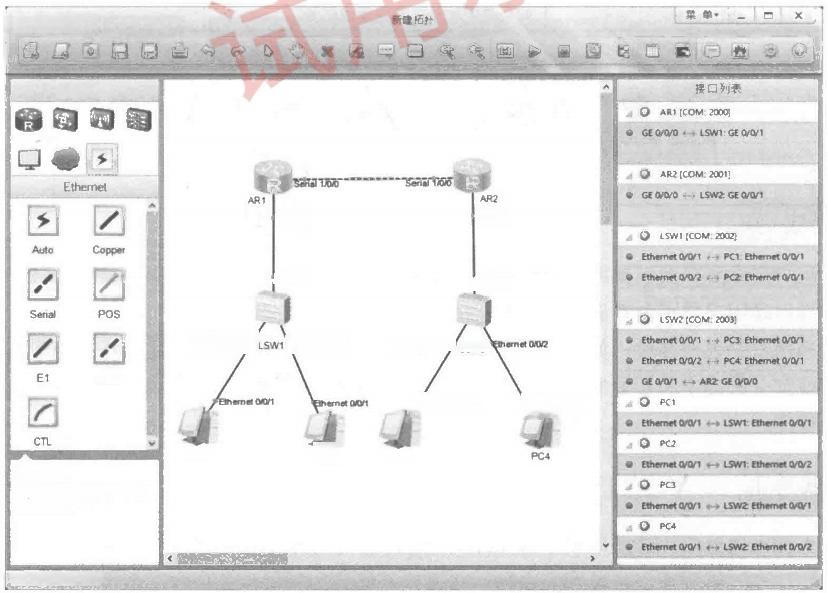 试用
新建拓扑
菜 单
Ethernet
Auto
Copper
Serial
POS
E1
CTL
AR1
Serial 1/0/0
Serial 1/0/0
AR2
LSW1
Ethernet 0/0/2
Ethernet 0/0/1
Ethernet 0/0/1
PC4
接口列表
AR1 [COM: 2000]
GE 0/0/0 ↔ LSW1: GE 0/0/1
AR2 [COM: 2001]
GE 0/0/0 ↔ LSW2: GE 0/0/1
LSW1 [COM: 2002]
Ethernet 0/0/1 ↔ PC1: Ethernet 0/0/1
Ethernet 0/0/2 ↔ PC2: Ethernet 0/0/1
LSW2 [COM: 2003]
Ethernet 0/0/1 ↔ PC3: Ethernet 0/0/1
Ethernet 0/0/2 ↔ PC4: Ethernet 0/0/1
GE 0/0/1 ↔ AR2: GE 0/0/0
PC1
Ethernet 0/0/1 ↔ LSW1: Ethernet 0/0/1
PC2
Ethernet 0/0/1 ↔ LSW1: Ethernet 0/0/2
PC3
Ethernet 0/0/1 ↔ LSW2: Ethernet 0/0/1
PC4
Ethernet 0/0/1 ↔ LSW2: Ethernet 0/0/2